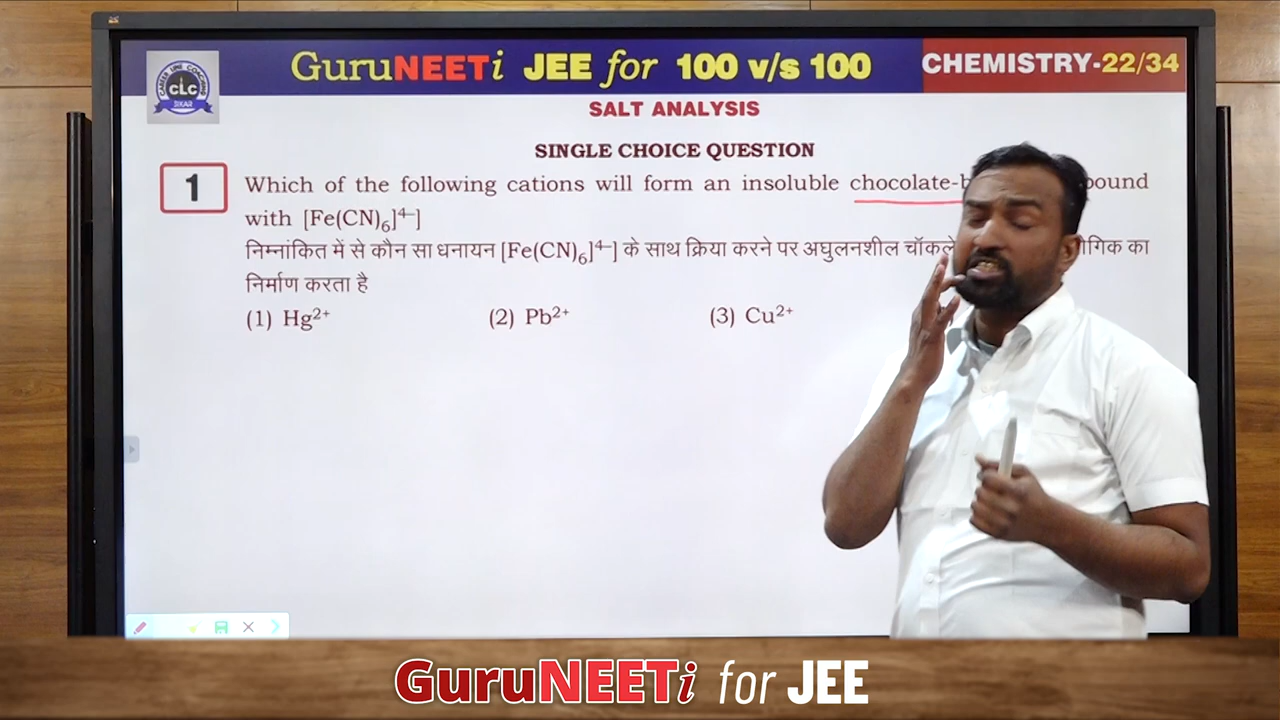 GuruNEETi JEE for 100 v/s 100
CHEMISTRY-22/34
CLC
SIKAR
SALT ANALYSIS
SINGLE CHOICE QUESTION
1
Which of the following cations will form an insoluble chocolate-
with [Fe(CN)₆]⁴⁻]
निम्नांकित में से कौन सा धनायन [Fe(CN)₆]⁴⁻] के साथ क्रिया करने पर अघुलनशील
निर्माण करता है
(1) Hg²⁺ (2) Pb²⁺ (3) Cu²⁺
GuruNEETi for JEE